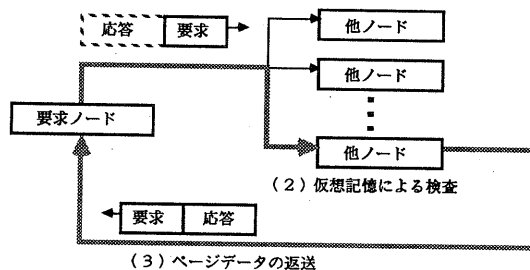 応答 要求
他ノード
他ノード
要求ノード
他ノード
(2)仮想記憶による検査
要求 応答
(3)ページデータの返送